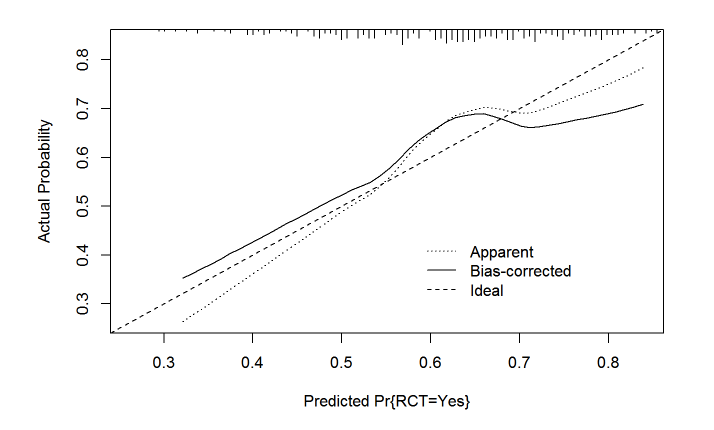 Actual Probability
0.8
0.7
0.6
0.5
0.4
0.3
Apparent
Bias-corrected
Ideal
0.3 0.4 0.5 0.6 0.7 0.8
Predicted Pr{RCT=Yes}